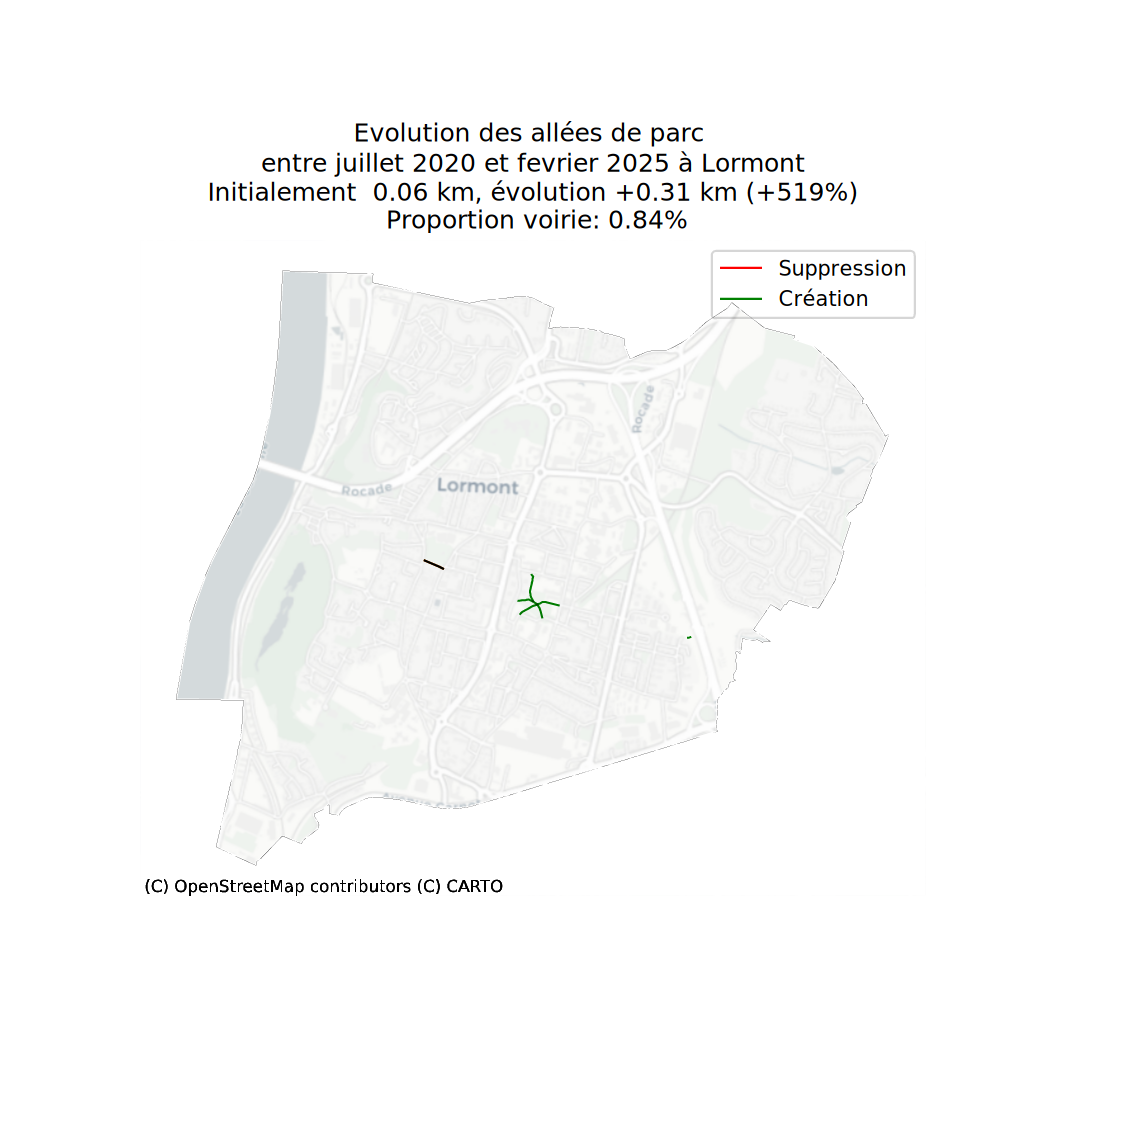 Evolution des allées de parc
entre juillet 2020 et fevrier 2025 à Lormont
Initialement  0.06 km, évolution +0.31 km (+519%)
Proportion voirie: 0.84%
Suppression
Création
Rocade
Rocade
Lormont
(C) OpenStreetMap contributors (C) CARTO